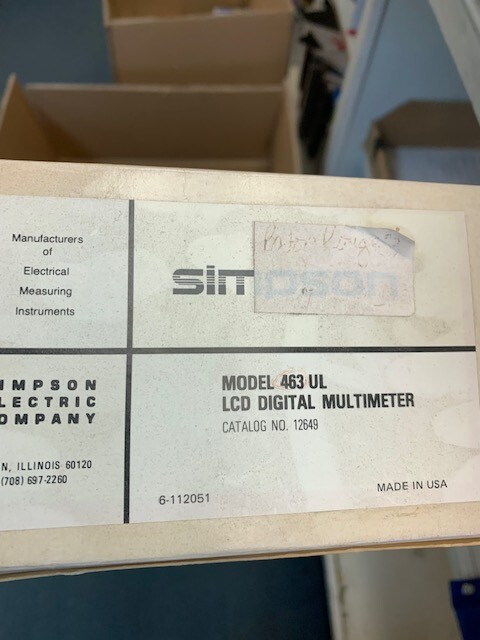 Manufacturers
of
Electrical
Measuring
Instruments
simpson
IMPSON
LECTRIC
OMPANY
N, ILLINOIS 60120
(708) 697-2260
MODEL 463 UL
LCD DIGITAL MULTIMETER
CATALOG NO. 12649
6-112051
MADE IN USA